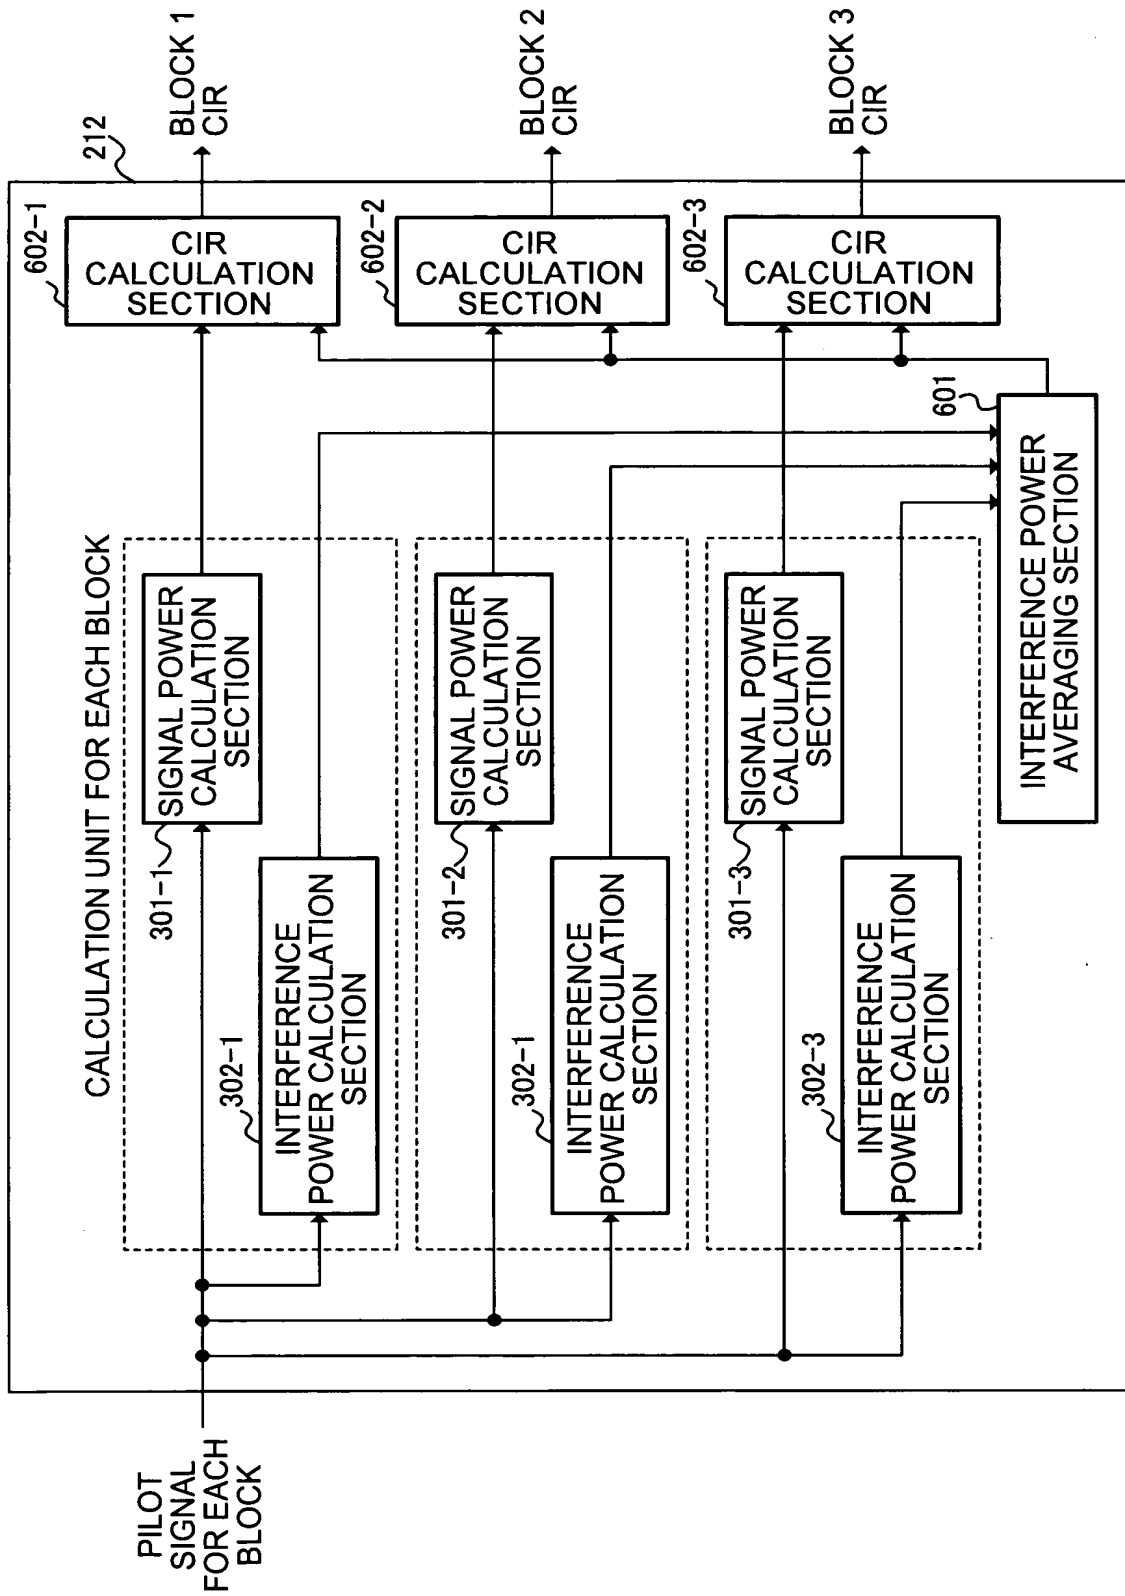 212
PILOT
SIGNAL
FOR EACH
BLOCK
CALCULATION UNIT FOR EACH BLOCK
301-1
SIGNAL POWER
CALCULATION
SECTION
302-1
INTERFERENCE
POWER CALCULATION
SECTION
602-1
CIR
CALCULATION
SECTION
BLOCK 1
CIR
301-2
SIGNAL POWER
CALCULATION
SECTION
302-1
INTERFERENCE
POWER CALCULATION
SECTION
602-2
CIR
CALCULATION
SECTION
BLOCK 2
CIR
301-3
SIGNAL POWER
CALCULATION
SECTION
302-3
INTERFERENCE
POWER CALCULATION
SECTION
602-3
CIR
CALCULATION
SECTION
BLOCK 3
CIR
601
INTERFERENCE POWER
AVERAGING SECTION